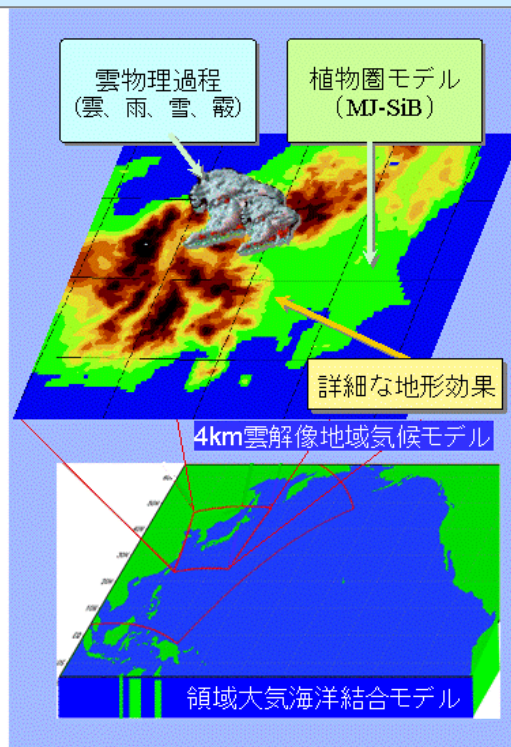 雲物理過程
(雲、雨、雪、霰)
植物圏モデル
(MJ-SiB)
詳細な地形効果
4km雲解像地域気候モデル
領域大気海洋結合モデル